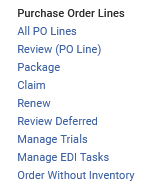 Purchase Order Lines
All PO Lines
Review (PO Line)
Package
Claim
Renew
Review Deferred
Manage Trials
Manage EDI Tasks
Order Without Inventory